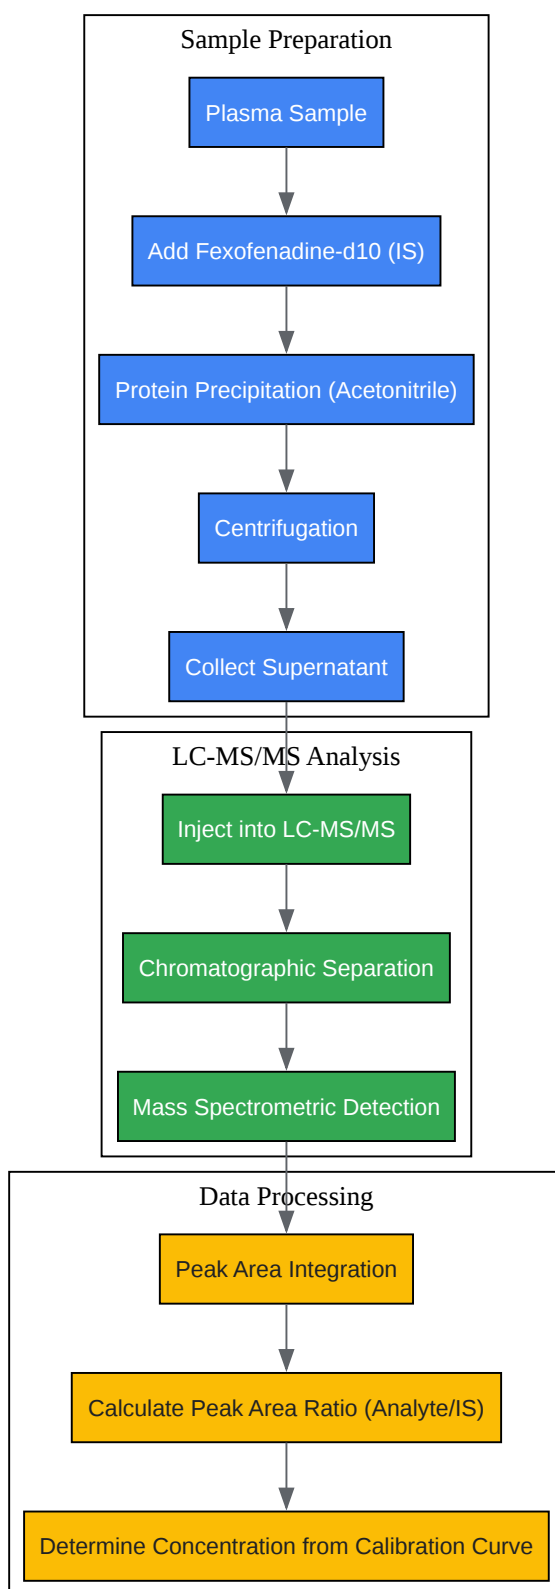 Sample Preparation
Plasma Sample
Add Fexofenadine-d10 (IS)
Protein Precipitation (Acetonitrile)
Centrifugation
Collect Supernatant
LC-MS/MS Analysis
Inject into LC-MS/MS
Chromatographic Separation
Mass Spectrometric Detection
Data Processing
Peak Area Integration
Calculate Peak Area Ratio (Analyte/IS)
Determine Concentration from Calibration Curve